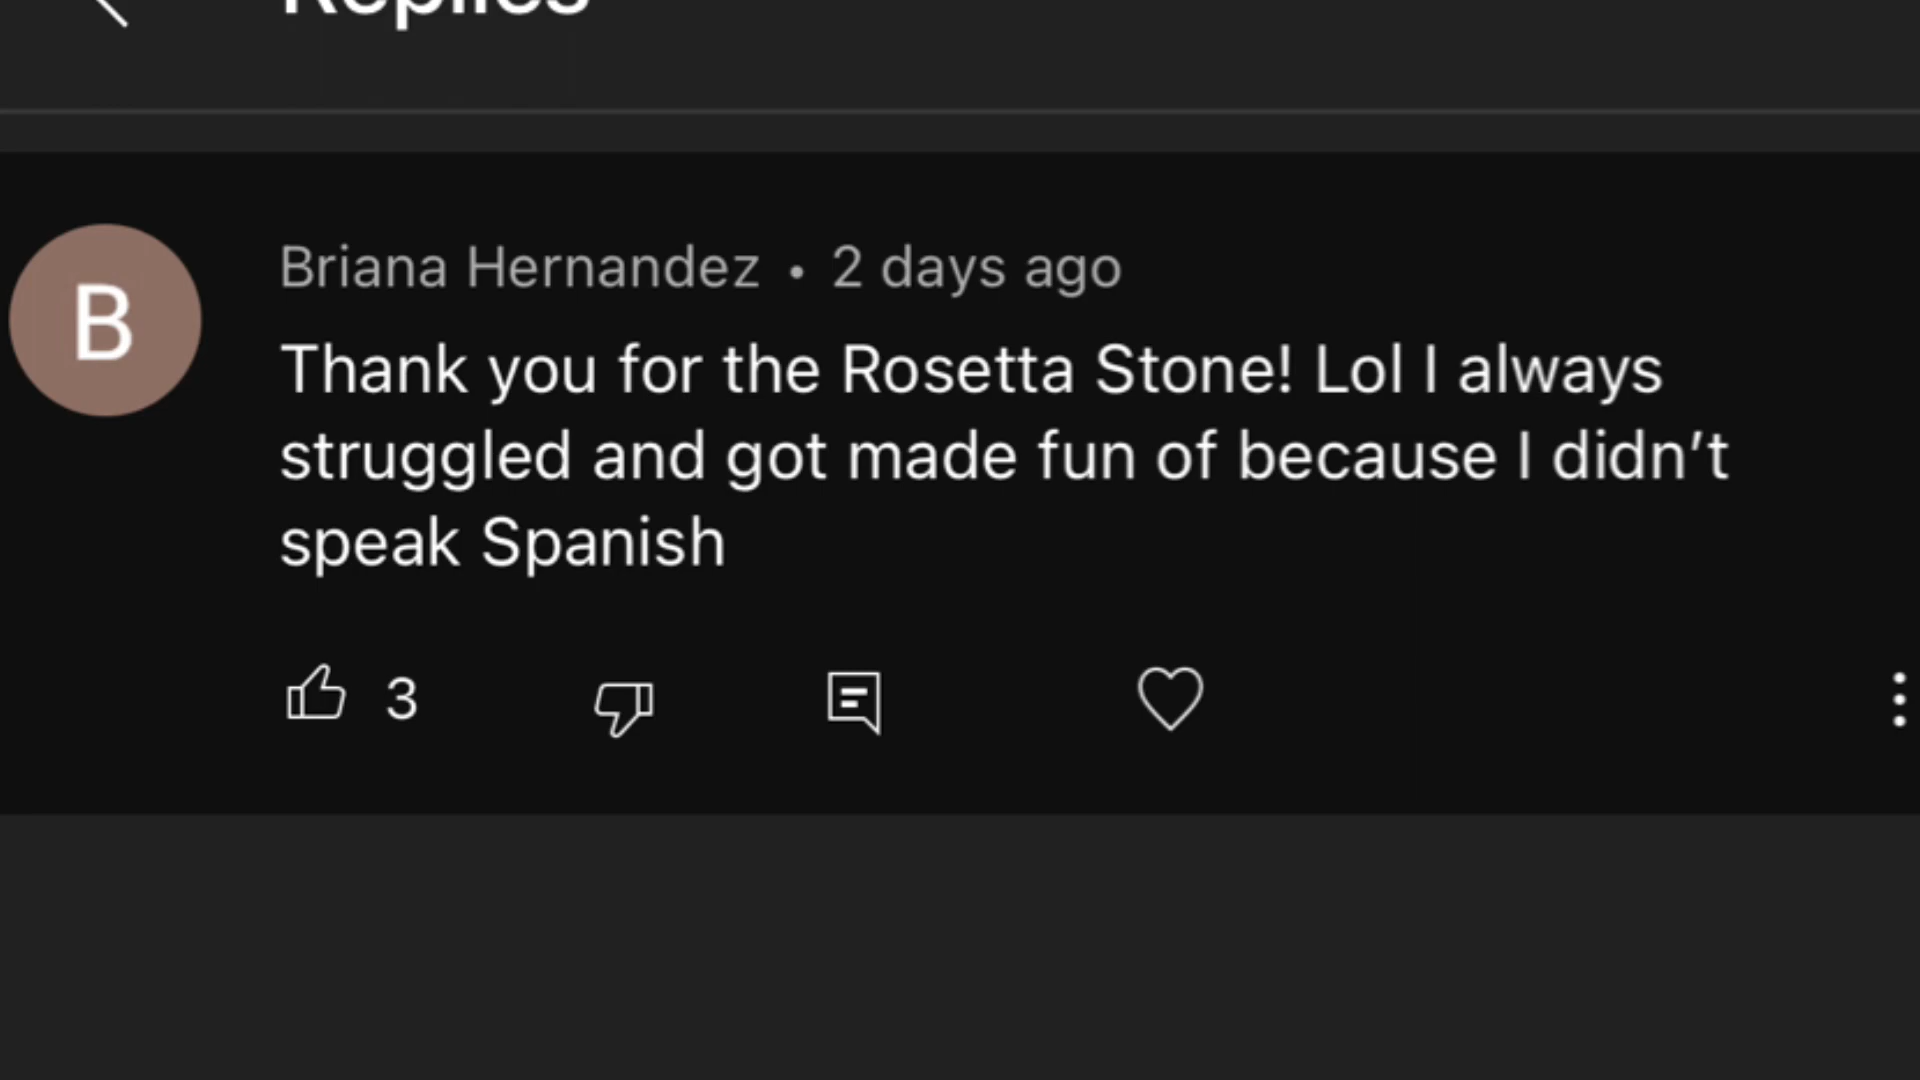 Replies
B
Briana Hernandez • 2 days ago
Thank you for the Rosetta Stone! Lol I always
struggled and got made fun of because I didn't
speak Spanish
3